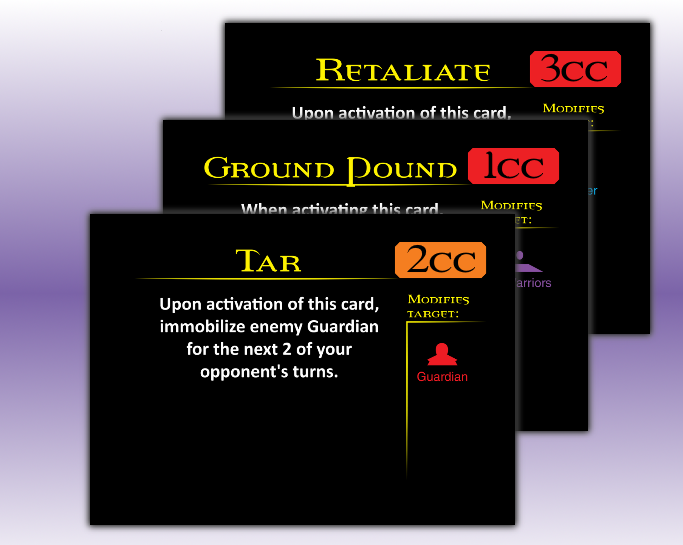 Retaliate
3cc
Upon activation of this card,
Modifies
Ground Pound
1cc
When activating this card,
Modifies
Tar
2cc
Upon activation of this card,
immobilize enemy Guardian
for the next 2 of your
opponent's turns.
Modifies
target:
Guardian